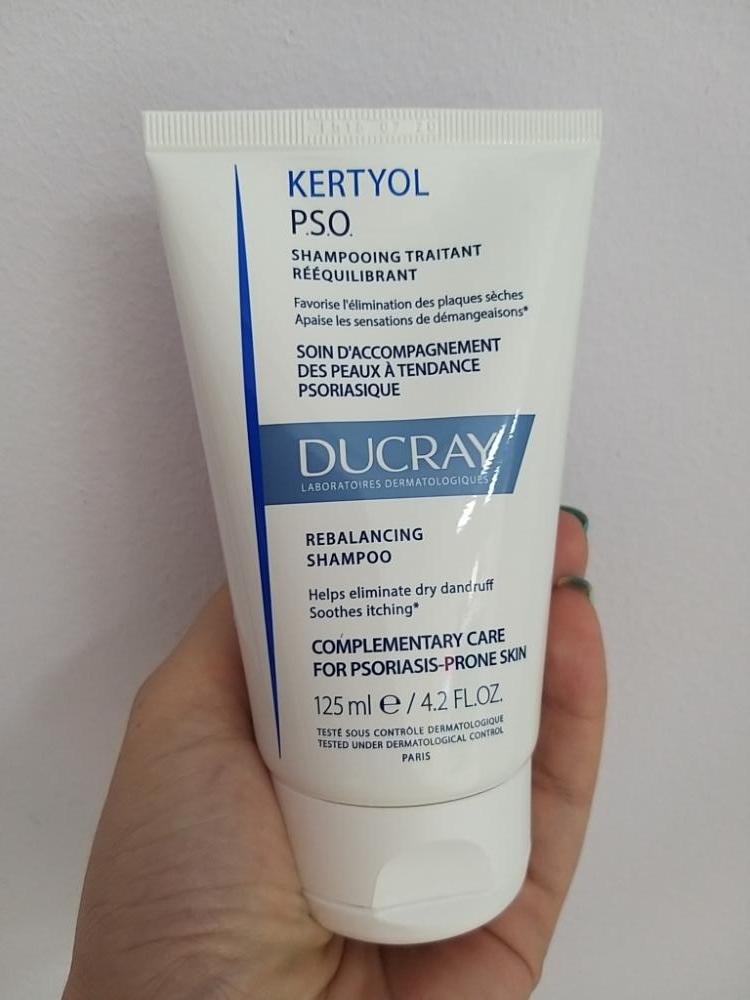 KERTYOL
P.S.O.
SHAMPOOING TRAITANT
RÉÉQUILIBRANT
Favorise l'élimination des plaques sèches
Apaise les sensations de démangeaisons*
SOIN D'ACCOMPAGNEMENT
DES PEAUX À TENDANCE
PSORIASIQUE
DUCRAY
LABORATOIRES DERMATOLOGIQUES
REBALANCING
SHAMPOO
Helps eliminate dry dandruff
Soothes itching*
COMPLEMENTARY CARE
FOR PSORIASIS-PRONE SKIN
125 ml e / 4.2 FL.OZ.
TESTÉ SOUS CONTRÔLE DERMATOLOGIQUE
TESTED UNDER DERMATOLOGICAL CONTROL
PARIS